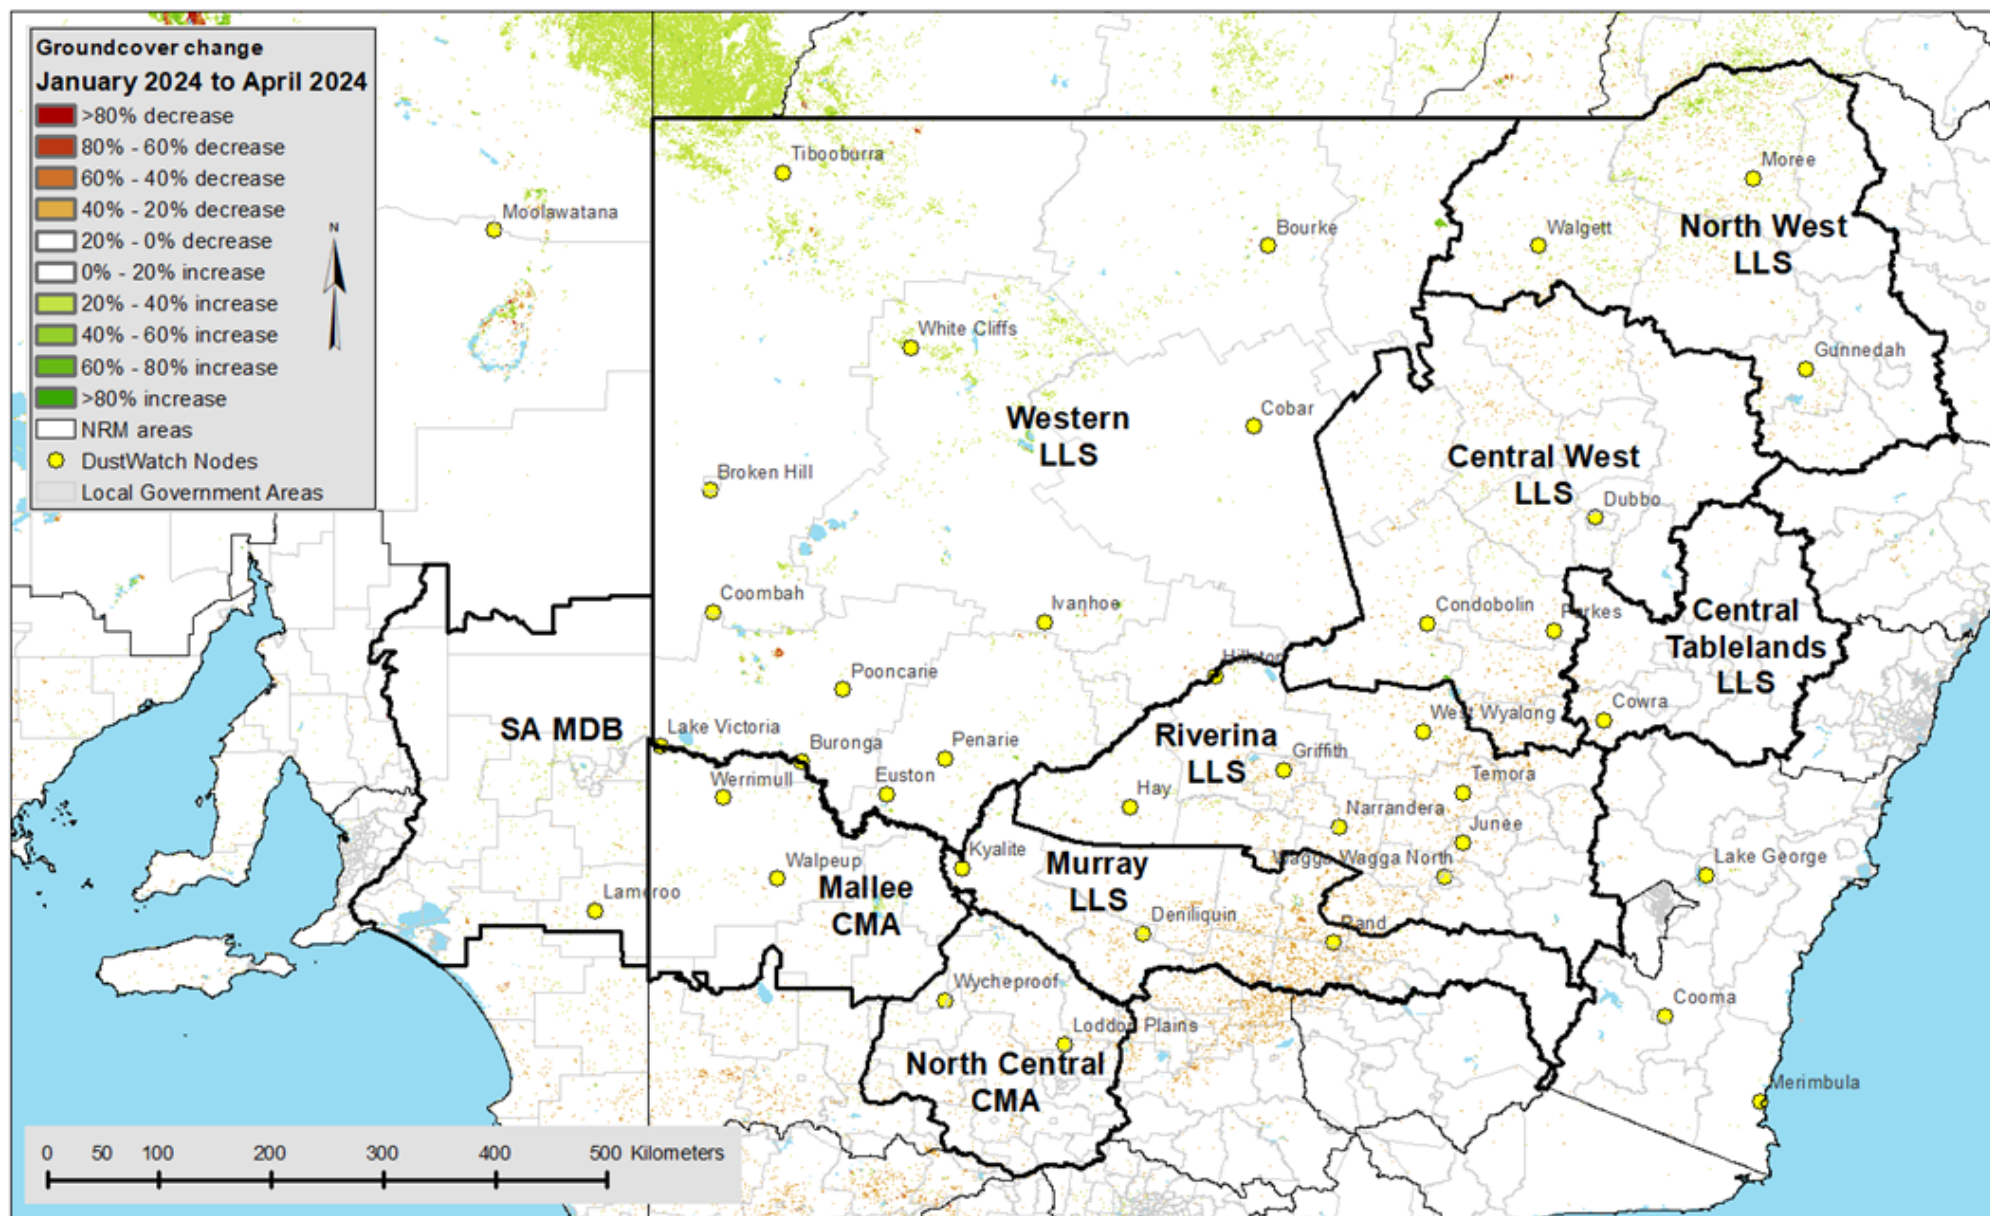 Groundcover change
January 2024 to April 2024
>80% decrease
80% - 60% decrease
60% - 40% decrease
40% - 20% decrease
20% - 0% decrease
0% - 20% increase
20% - 40% increase
40% - 60% increase
60% - 80% increase
>80% increase
NRM areas
DustWatch Nodes
Local Government Areas
N
Tibooburra
Moree
Moolawatana
Bourke
Walgett
North West
LLS
White Cliffs
Gunnedah
Western
LLS
Cobar
Central West
LLS
Broken Hill
Dubbo
Coombah
Ivanhoe
Condobolin
Parkes
Central
Tablelands
LLS
Hillston
Pooncarie
SA MDB
Lake Victoria
Buronga
Penarie
Riverina
LLS
West Wyalong
Cowra
Griffith
Werrimull
Euston
Hay
Temora
Narrandera
Junee
Kyalite
Walpeup
Mallee
CMA
Murray
LLS
Wagga Wagga North
Lake George
Lameroo
Deniliquin
Rand
Wycheproof
Cooma
Loddon Plains
North Central
CMA
Merimbula
0 50 100 200 300 400 500 Kilometers